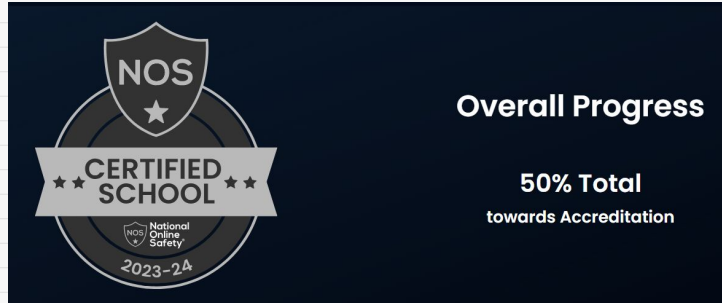 NOS
CERTIFIED
SCHOOL
NOS
National
Online
Safety®
2023-24
Overall Progress
50% Total
towards Accreditation